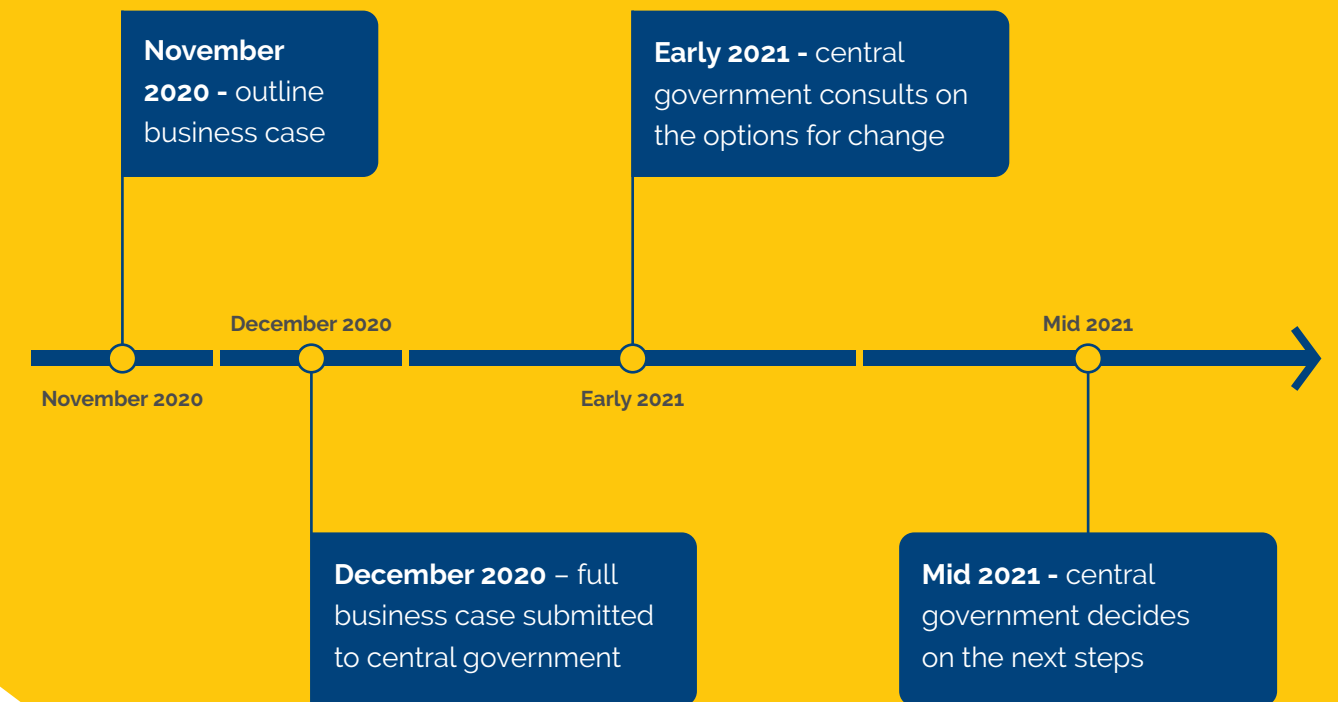 November
2020 - outline
business case
Early 2021 - central
government consults on
the options for change
December 2020
Mid 2021
November 2020
Early 2021
December 2020 – full
business case submitted
to central government
Mid 2021 - central
government decides
on the next steps